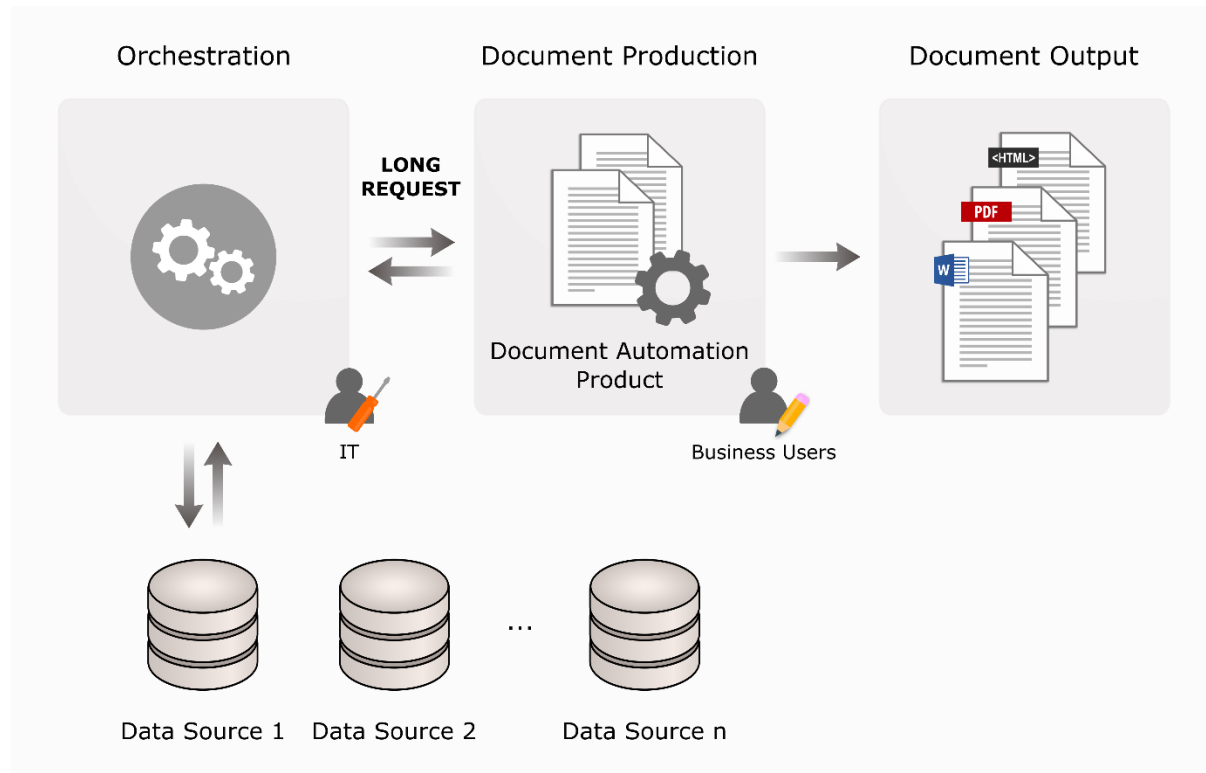 Orchestration
Document Production
Document Output
LONG
REQUEST
<HTML>
PDF
W
Document Automation
Product
IT
Business Users
...
Data Source 1
Data Source 2
Data Source n